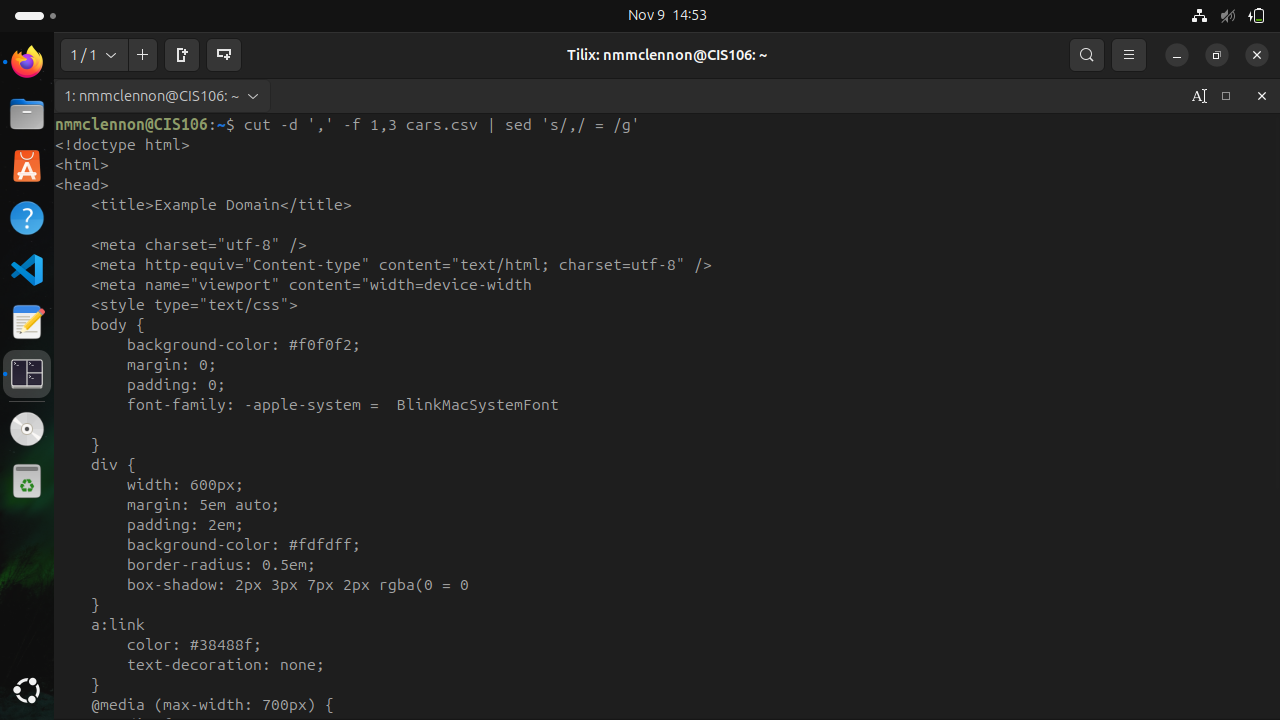 Nov 9 14:53
1 / 1
Tilix: nmmclennon@CIS106: ~
1: nmmclennon@CIS106: ~
nmmclennon@CIS106:~$ cut -d ',' -f 1,3 cars.csv | sed 's/,/ = /g'
<!doctype html>
<html>
<head>
    <title>Example Domain</title>

    <meta charset="utf-8" />
    <meta http-equiv="Content-type" content="text/html; charset=utf-8" />
    <meta name="viewport" content="width=device-width
    <style type="text/css">
    body {
        background-color: #f0f0f2;
        margin: 0;
        padding: 0;
        font-family: -apple-system =  BlinkMacSystemFont

    }
    div {
        width: 600px;
        margin: 5em auto;
        padding: 2em;
        background-color: #fdfdff;
        border-radius: 0.5em;
        box-shadow: 2px 3px 7px 2px rgba(0 = 0
    }
    a:link
        color: #38488f;
        text-decoration: none;
    }
    @media (max-width: 700px) {